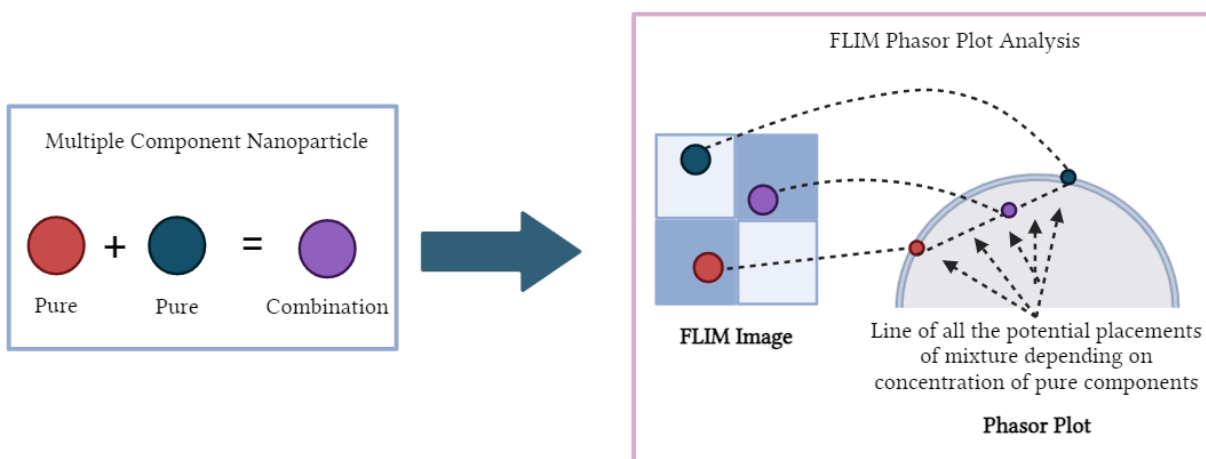 Multiple Component Nanoparticle
+
=
Pure
Pure
Combination
FLIM Phasor Plot Analysis
FLIM Image
Line of all the potential placements
of mixture depending on
concentration of pure components
Phasor Plot